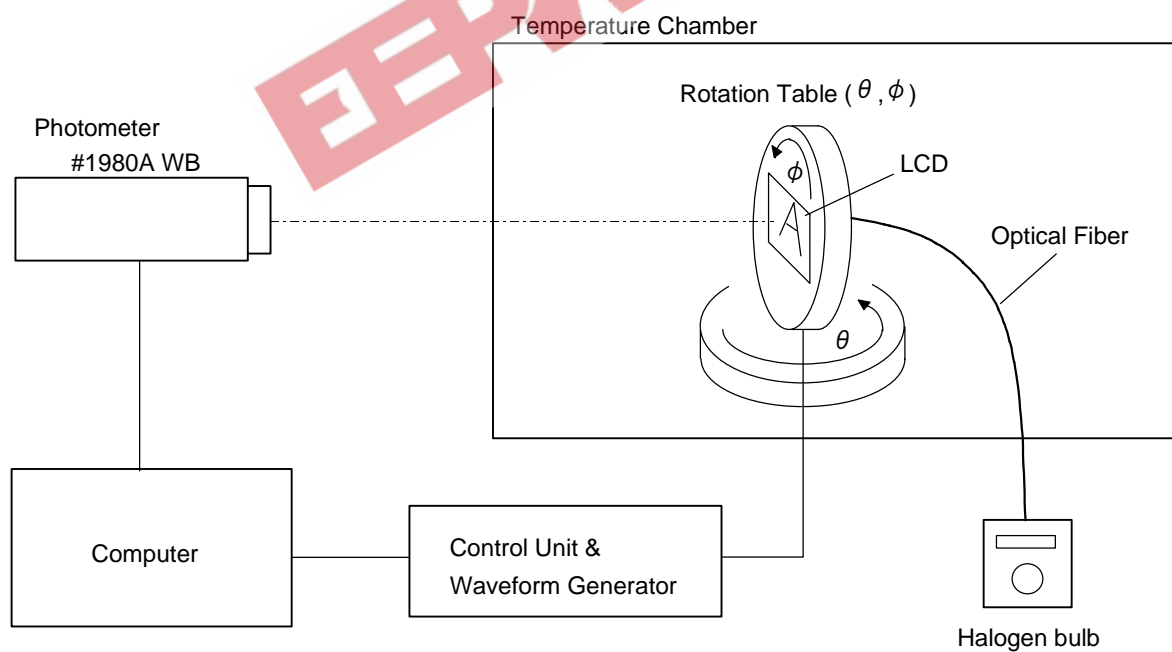 Temperature Chamber
Rotation Table ( θ , φ )
Photometer
#1980A WB
φ
LCD
A
Optical Fiber
θ
Computer
Control Unit &
Waveform Generator
Halogen bulb